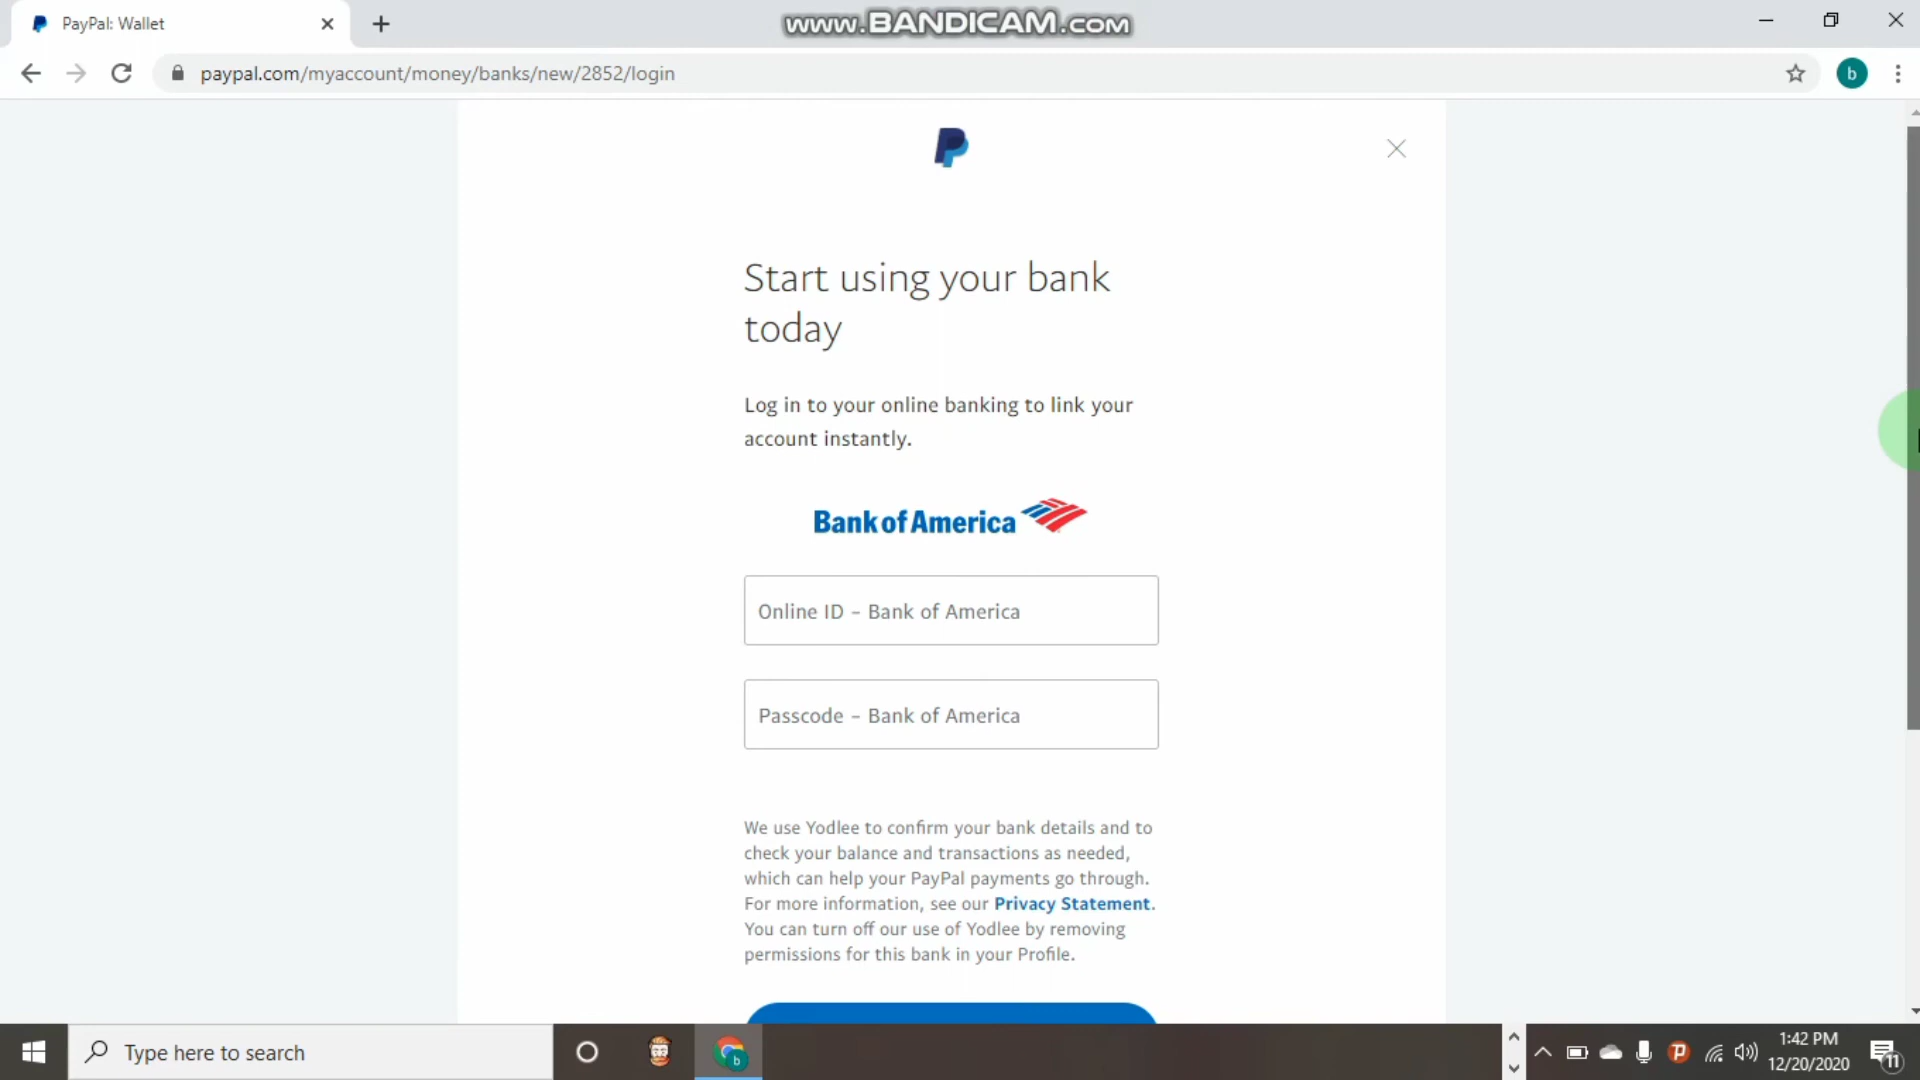 PayPal: Wallet
www.BANDICAM.com
paypal.com/myaccount/money/banks/new/2852/login
b
Start using your bank
today
Log in to your online banking to link your
account instantly.
Bank of America
Online ID – Bank of America
Passcode – Bank of America
We use Yodlee to confirm your bank details and to
check your balance and transactions as needed,
which can help your PayPal payments go through.
For more information, see our Privacy Statement.
You can turn off our use of Yodlee by removing
permissions for this bank in your Profile.
Type here to search
b
1:42 PM
12/20/2020
11